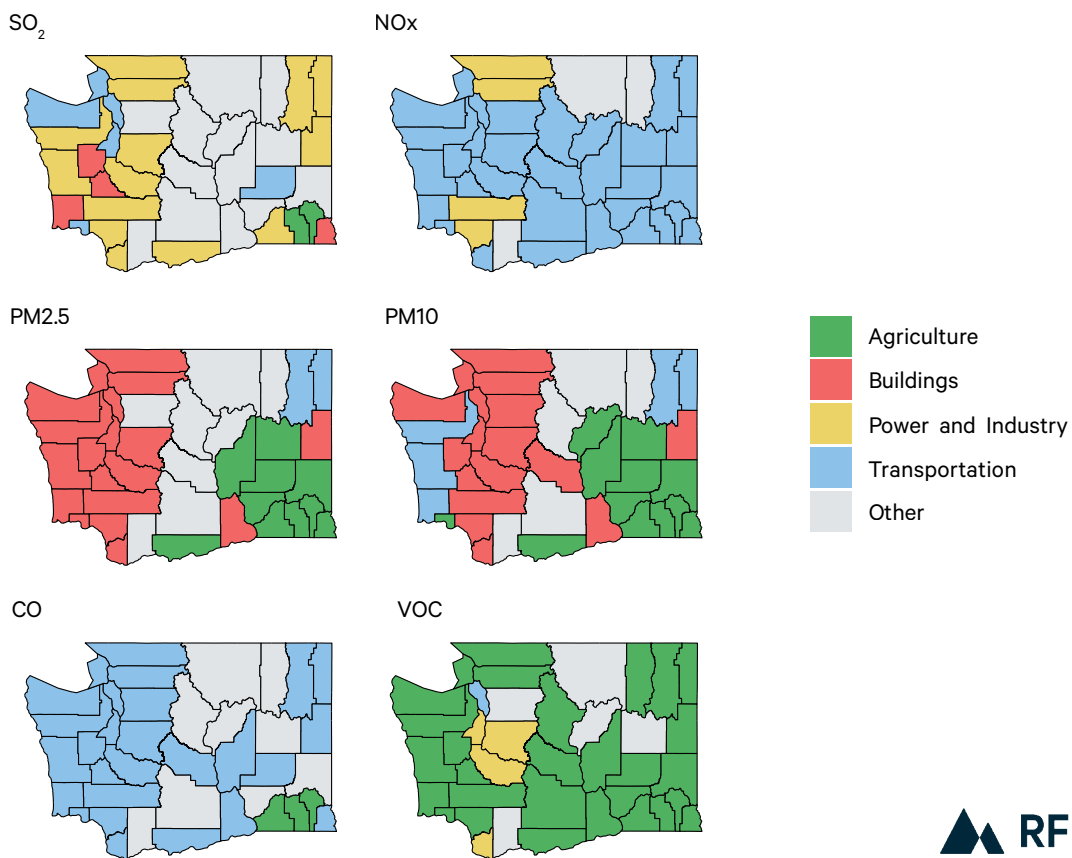 SO₂
NOx
PM2.5
PM10
Agriculture
Buildings
Power and Industry
Transportation
Other
CO
VOC
RF